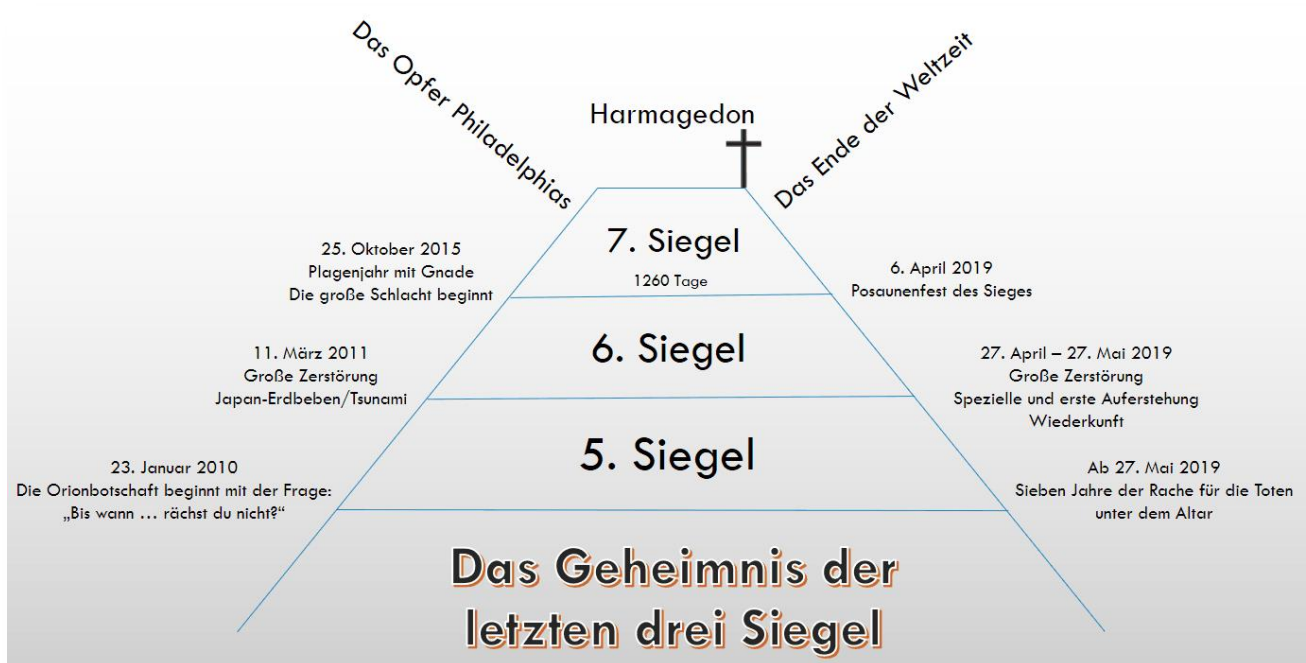 Das Opfer Philadelphias
Harmagedon
Das Ende der Weltzeit
7. Siegel
1260 Tage
25. Oktober 2015
Plagenjahr mit Gnade
Die große Schlacht beginnt
6. April 2019
Posaunenfest des Sieges
6. Siegel
11. März 2011
Große Zerstörung
Japan-Erdbeben/Tsunami
27. April – 27. Mai 2019
Große Zerstörung
Spezielle und erste Auferstehung
Wiederkunft
5. Siegel
23. Januar 2010
Die Orionbotschaft beginnt mit der Frage:
„Bis wann … rächst du nicht?“
Ab 27. Mai 2019
Sieben Jahre der Rache für die Toten
unter dem Altar
Das Geheimnis der
letzten drei Siegel